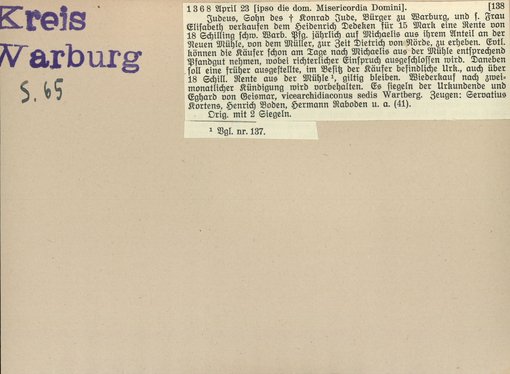 Kreis
Warburg
S. 65
1368 April 23 [ipso die dom. Misericordia Domini]. [138
Judeus, Sohn des † Konrad Jude, Bürger zu Warburg, und s. Frau
Elisabeth verkaufen dem Heidenrich Dedeken für 15 Mark eine Rente von
18 Schilling schw. Warb. Pfg. jährlich auf Michaelis aus ihrem Anteil an der
Neuen Mühle, von dem Müller, zur Zeit Dietrich von Nörde, zu erheben. Evtl.
können die Käufer schon am Tage nach Michaelis aus der Mühle entsprechend
Pfandgut nehmen, wobei richterlicher Einspruch ausgeschlossen wird. Daneben
soll eine früher ausgestellte, im Besitz der Käufer befindliche Urk., auch über
18 Schill. Rente aus der Mühle ¹, giltig bleiben. Wiederkauf nach zwei-
monatlicher Kündigung wird vorbehalten. Es siegeln der Urkundende und
Eghard von Geismar, vicearchidiaconus sedis Wartberg. Zeugen: Servatius
Kortens, Henrich Boden, Hermann Raboden u. a. (41).
Orig. mit 2 Siegeln.
¹ Vgl. nr. 137.